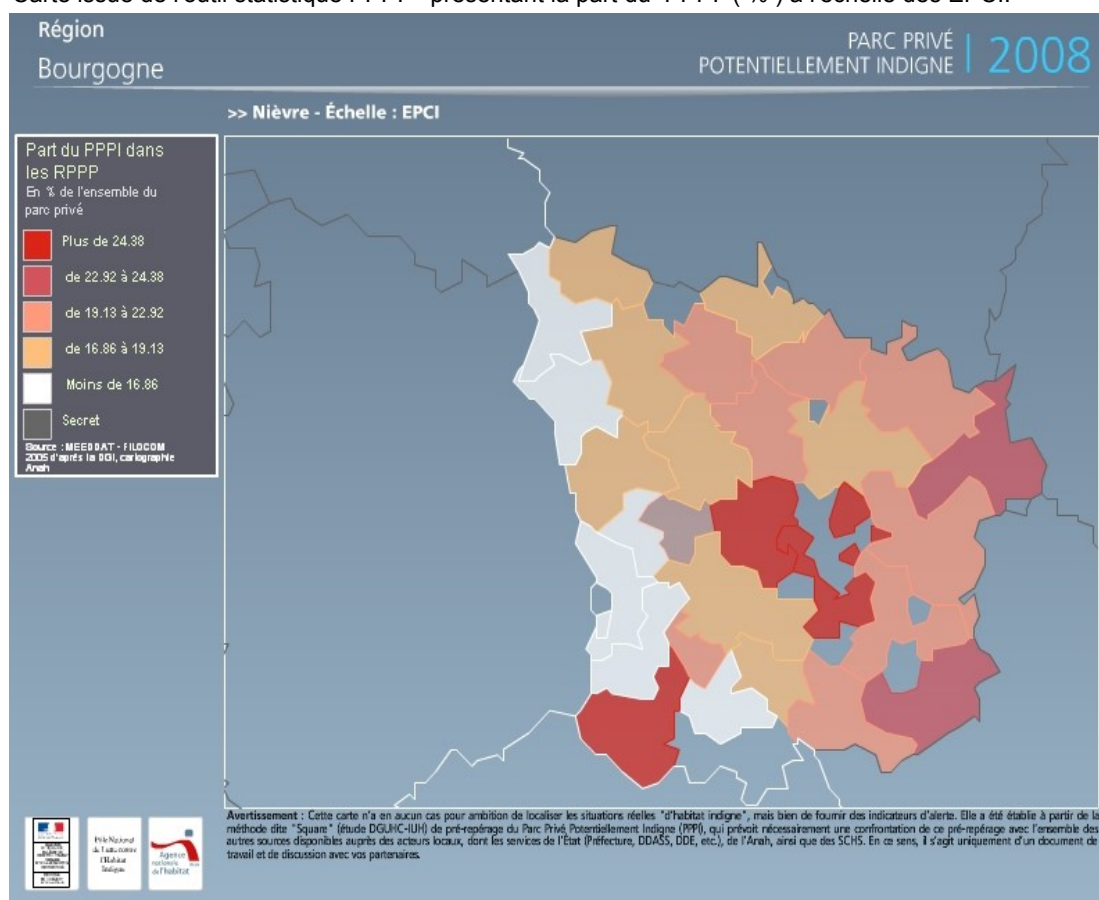 Carte issue de l'outil statistique PPPI - présentant la part du PPPI (%) à l'échelle des EPCI.
Région
Bourgogne
PARC PRIVÉ
POTENTIELLEMENT INDIGNE | 2008
>> Nièvre - Échelle : EPCI
Part du PPPI dans
les RPPP
En % de l'ensemble du
parc privé
Plus de 24.38
de 22.92 à 24.38
de 19.13 à 22.92
de 16.86 à 19.13
Moins de 16.86
Secret
Source : MEEDDAT - FILOCOM
2005 d'aprés la DGI, cartographie
Anah
Pôle National
de Lutte contre
l'Habitat
Indigne
Agence
nationale
de l'habitat
Avertissement : Cette carte n'a en aucun cas pour ambition de localiser les situations réelles "d'habitat indigne", mais bien de fournir des indicateurs d'alerte. Elle a été établie à partir de la
méthode dite "Square" (étude DGUHC-IUH) de pré-repérage du Parc Privé Potentiellement Indigne (PPPI), qui prévoit nécessairement une confrontation de ce pré-repérage avec l'ensemble des
autres sources disponibles auprès des acteurs locaux, dont les services de l'État (Préfecture, DDASS, DDE, etc.), de l'Anah, ainsi que des SCHS. En ce sens, il s'agit uniquement d'un document de
travail et de discussion avec vos partenaires.